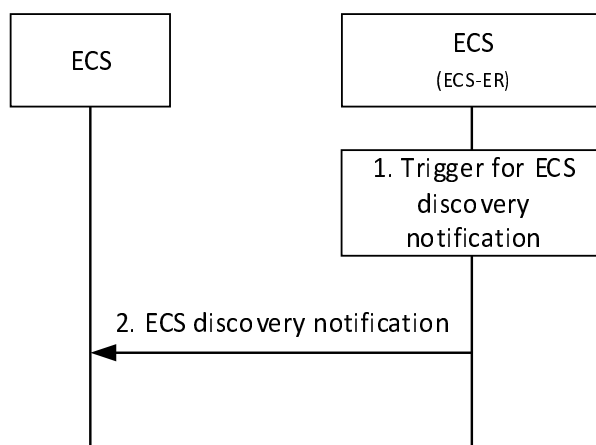 ECS
ECS
(ECS-ER)
1. Trigger for ECS
discovery
notification
2. ECS discovery notification